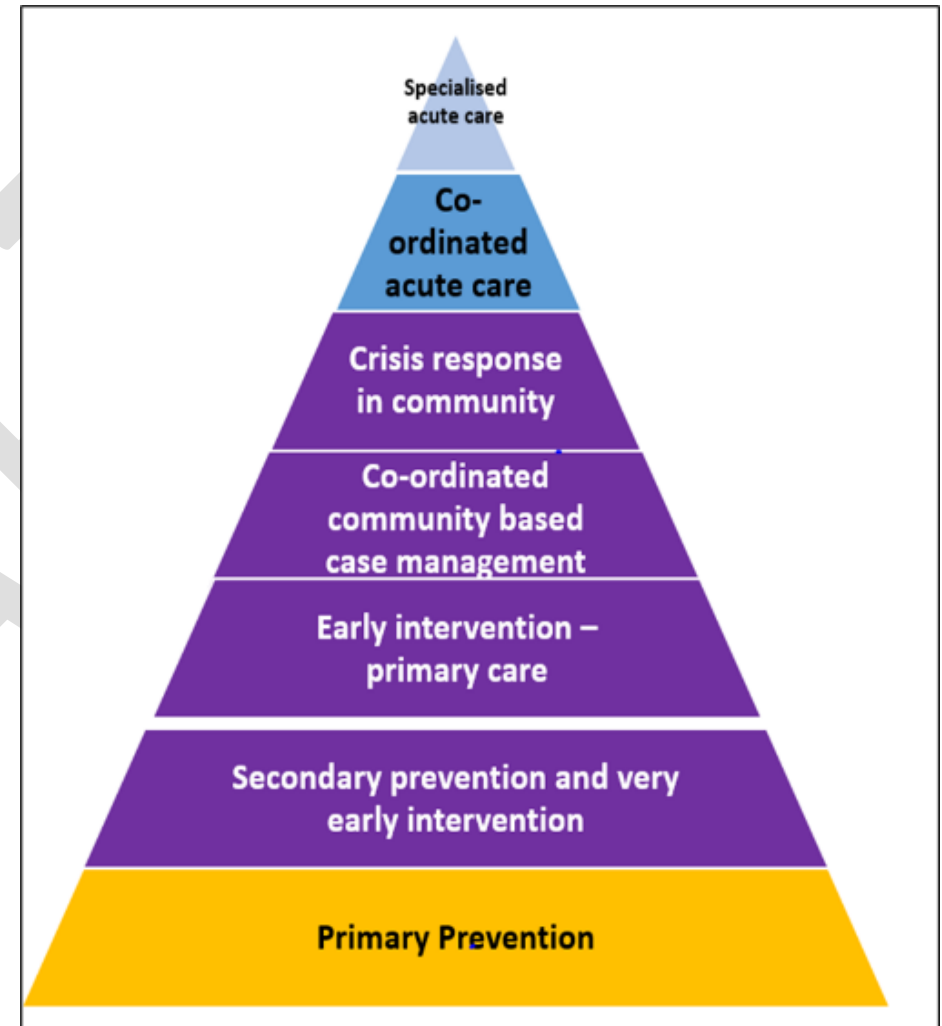 Specialised
acute care
Co-
ordinated
acute care
Crisis response
in community
Co-ordinated
community based
case management
Early intervention –
primary care
Secondary prevention and very
early intervention
Primary Prevention